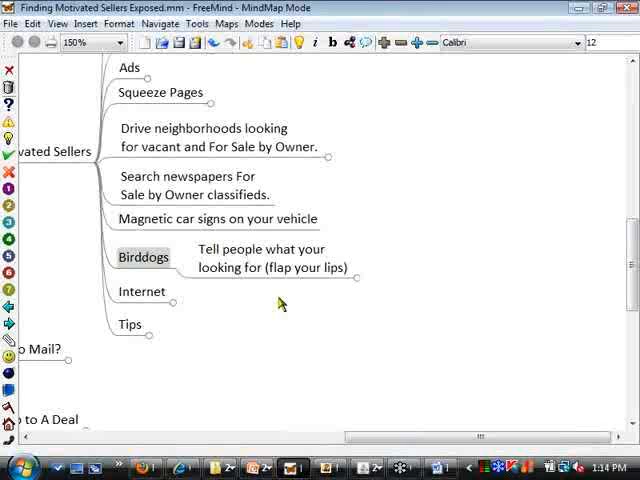 Finding Motivated Sellers Exposed.mm - FreeMind - MindMap Mode
File Edit View Insert Format Navigate Tools Maps Modes Help
150%
Calibri
12
Ads
Squeeze Pages
Drive neighborhoods looking
for vacant and For Sale by Owner.
vated Sellers
Search newspapers For
Sale by Owner classifieds.
Magnetic car signs on your vehicle
Birddogs
Tell people what your
looking for (flap your lips)
Internet
Tips
o Mail?
o to A Deal
1:14 PM